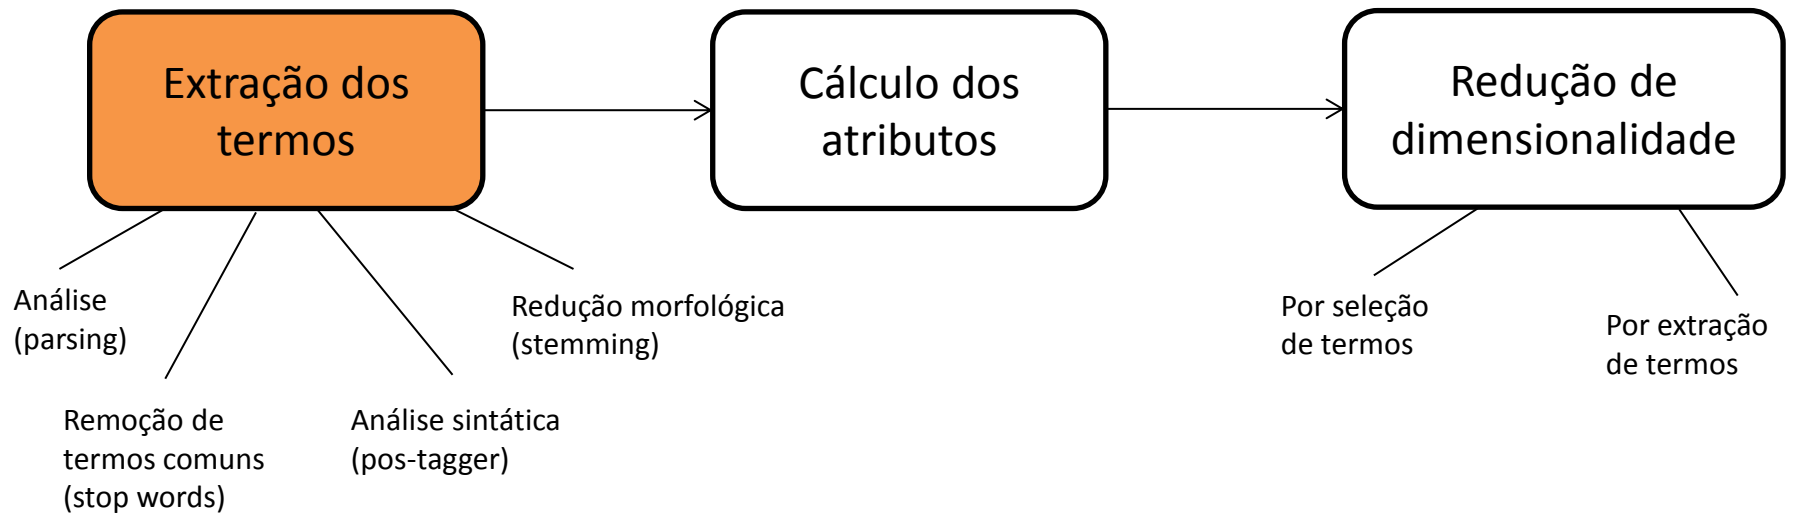 Extração dos
termos
Cálculo dos
atributos
Redução de
dimensionalidade
Análise
(parsing)
Remoção de
termos comuns
(stop words)
Análise sintática
(pos-tagger)
Redução morfológica
(stemming)
Por seleção
de termos
Por extração
de termos